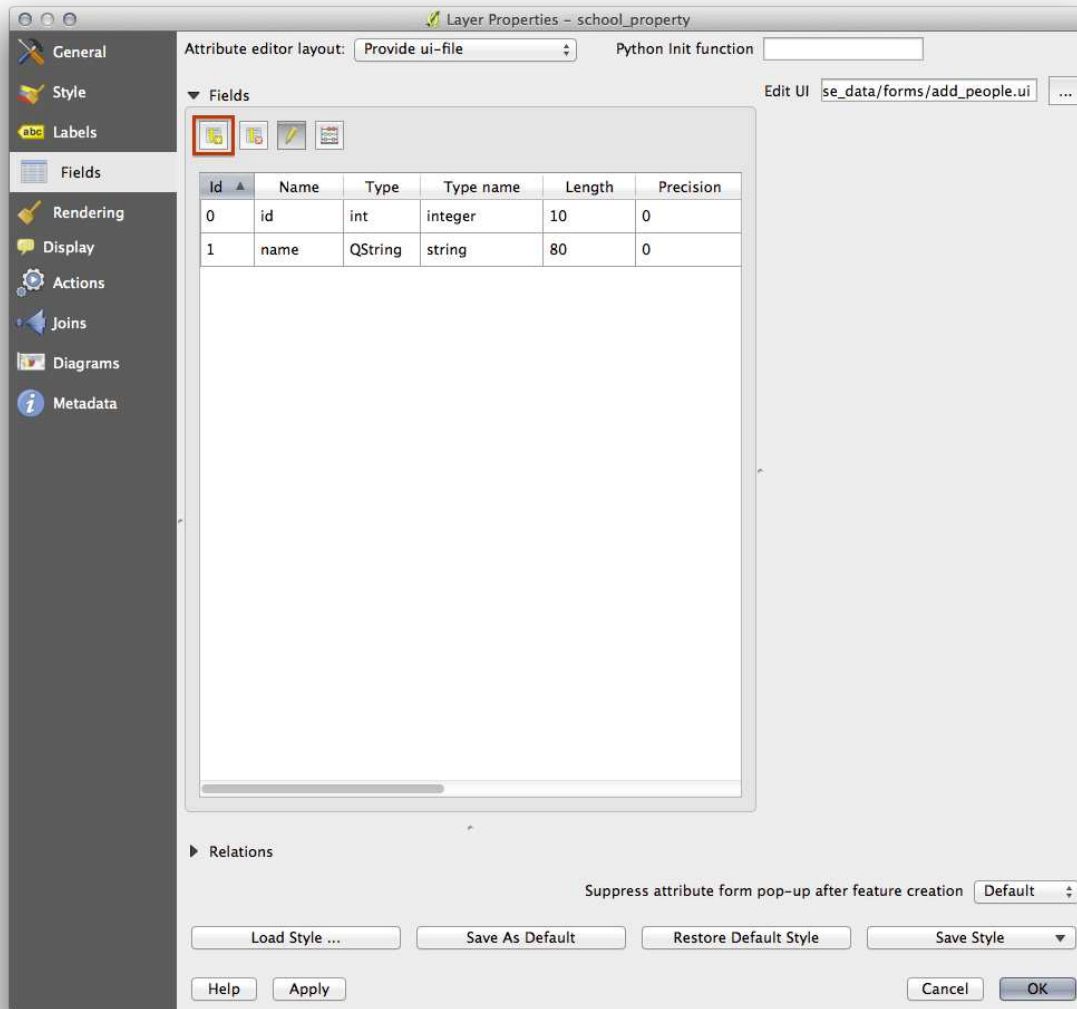 Layer Properties - school_property
General
Style
abc Labels
Fields
Rendering
Display
Actions
Joins
i Diagrams
Metadata
Attribute editor layout: Provide ui-file Python Init function
Fields
Edit UI se_data/forms/add_people.ui ...
Id Name Type Type name Length Precision
0 id int integer 10 0
1 name QString string 80 0
Relations
Suppress attribute form pop-up after feature creation Default
Load Style ... Save As Default Restore Default Style Save Style
Help Apply Cancel OK